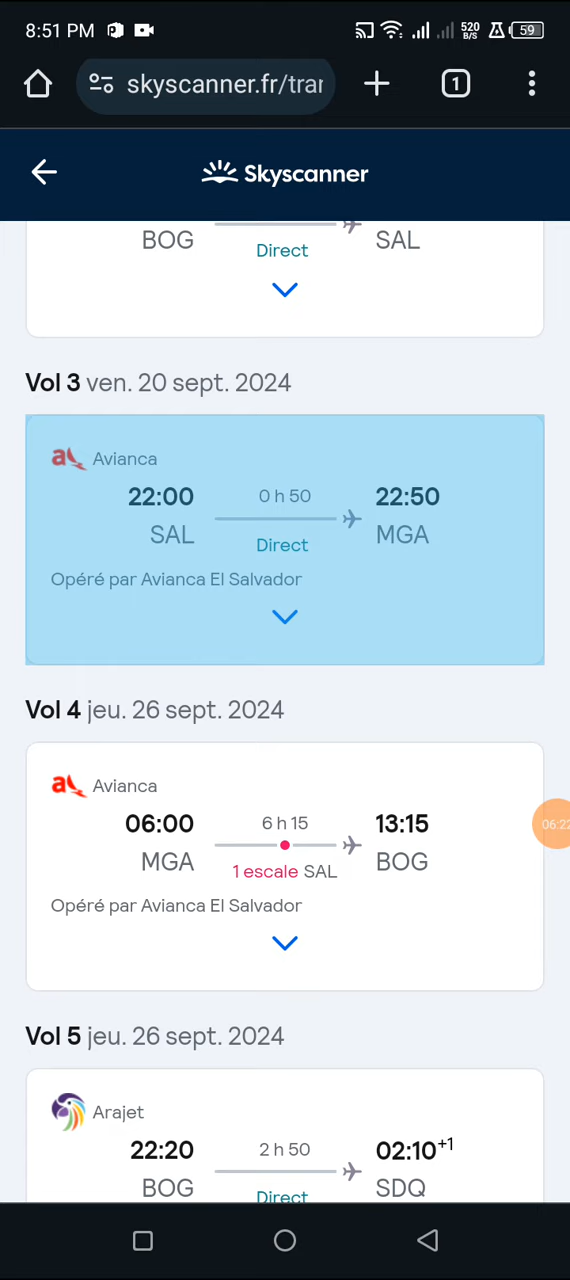 8:51 PM 520 B/S 59
skyscanner.fr/trar 1
Skyscanner
BOG SAL
Direct
Vol 3 ven. 20 sept. 2024
Avianca
22:00 0 h 50 22:50
SAL MGA
Direct
Opéré par Avianca El Salvador
Vol 4 jeu. 26 sept. 2024
Avianca
06:00 6 h 15 13:15
MGA BOG
1 escale SAL
Opéré par Avianca El Salvador
06:22
Vol 5 jeu. 26 sept. 2024
Arajet
22:20 2 h 50 02:10+1
BOG SDQ
Direct